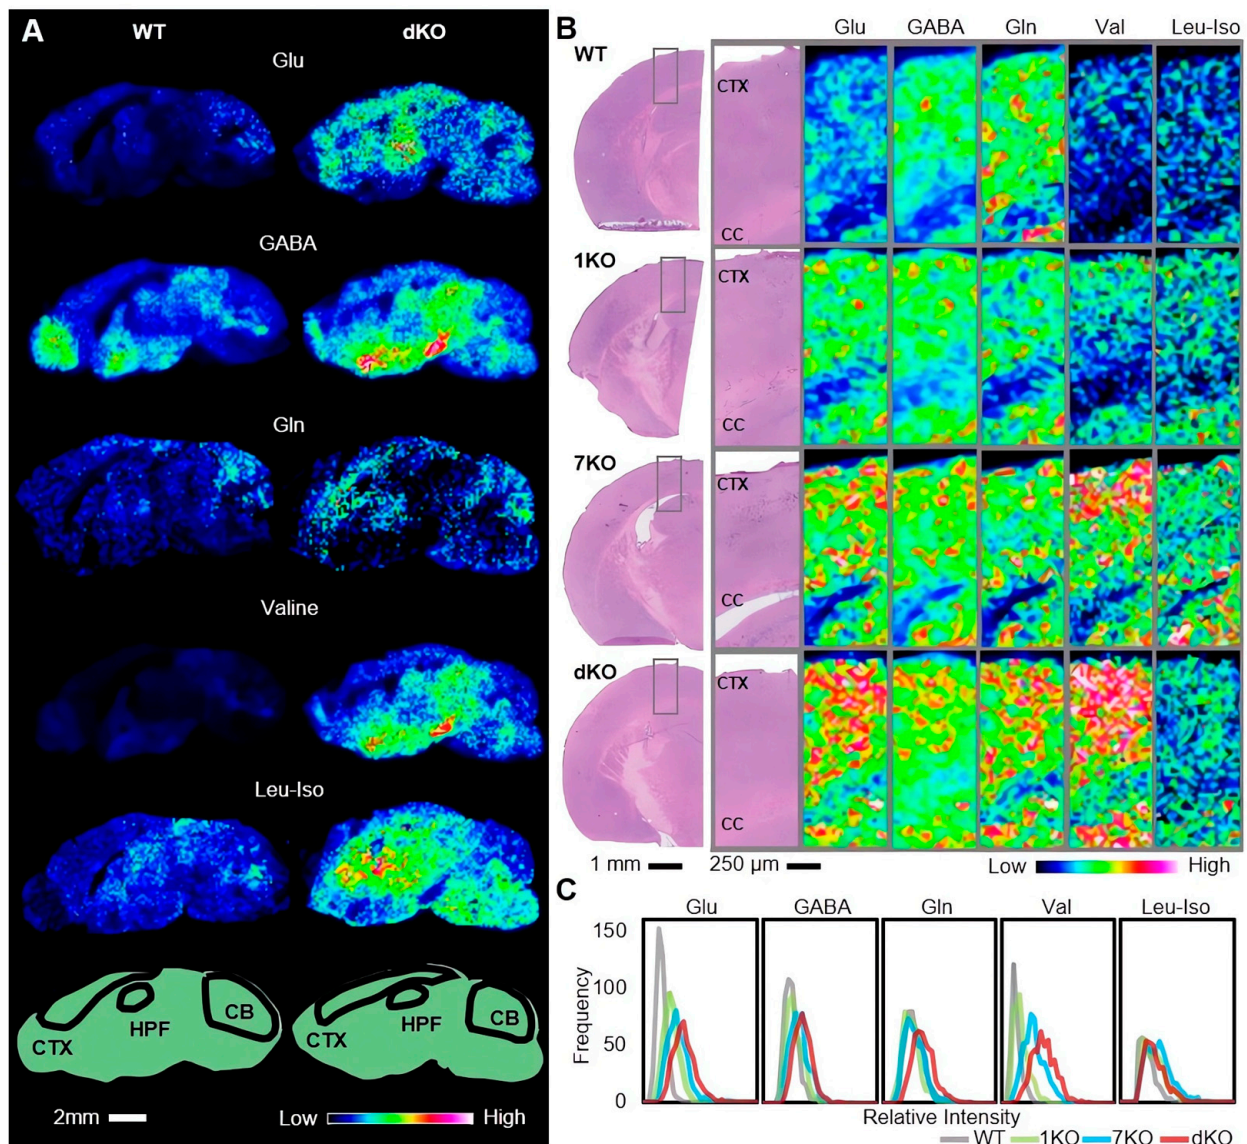 A
WT
dKO
Glu
GABA
Gln
Valine
Leu-Iso
CTX
HPF
CB
CTX
HPF
CB
2mm
Low
High
B
Glu
GABA
Gln
Val
Leu-Iso
WT
CTX
CC
1KO
CTX
CC
7KO
CTX
CC
dKO
CTX
CC
1 mm
250 µm
Low
High
C
Glu
GABA
Gln
Val
Leu-Iso
Frequency
150
100
50
0
Relative Intensity
WT
1KO
7KO
dKO